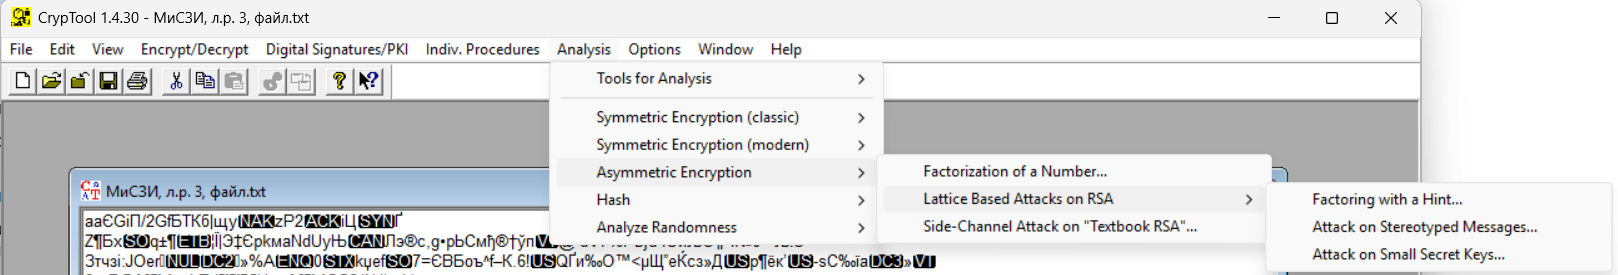 CrypTool 1.4.30 - МиСЗИ, л.р. 3, файл.txt
File Edit View Encrypt/Decrypt Digital Signatures/PKI Indiv. Procedures Analysis Options Window Help
Tools for Analysis
Symmetric Encryption (classic)
Symmetric Encryption (modern)
Asymmetric Encryption
Hash
Analyze Randomness
Factorization of a Number...
Lattice Based Attacks on RSA
Side-Channel Attack on "Textbook RSA"...
Factoring with a Hint...
Attack on Stereotyped Messages...
Attack on Small Secret Keys...
МиСЗИ, л.р. 3, файл.txt